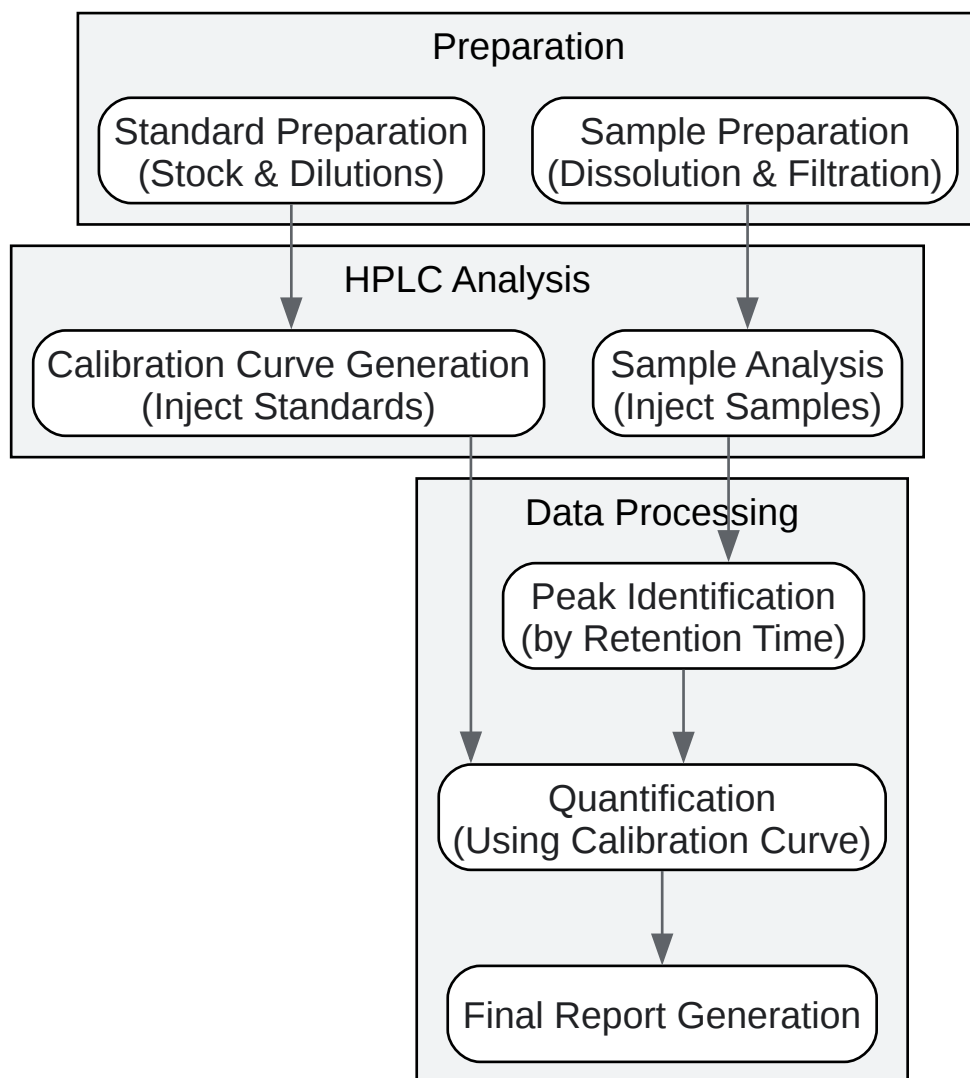 Preparation
Standard Preparation
(Stock & Dilutions)
Sample Preparation
(Dissolution & Filtration)
HPLC Analysis
Calibration Curve Generation
(Inject Standards)
Sample Analysis
(Inject Samples)
Data Processing
Peak Identification
(by Retention Time)
Quantification
(Using Calibration Curve)
Final Report Generation